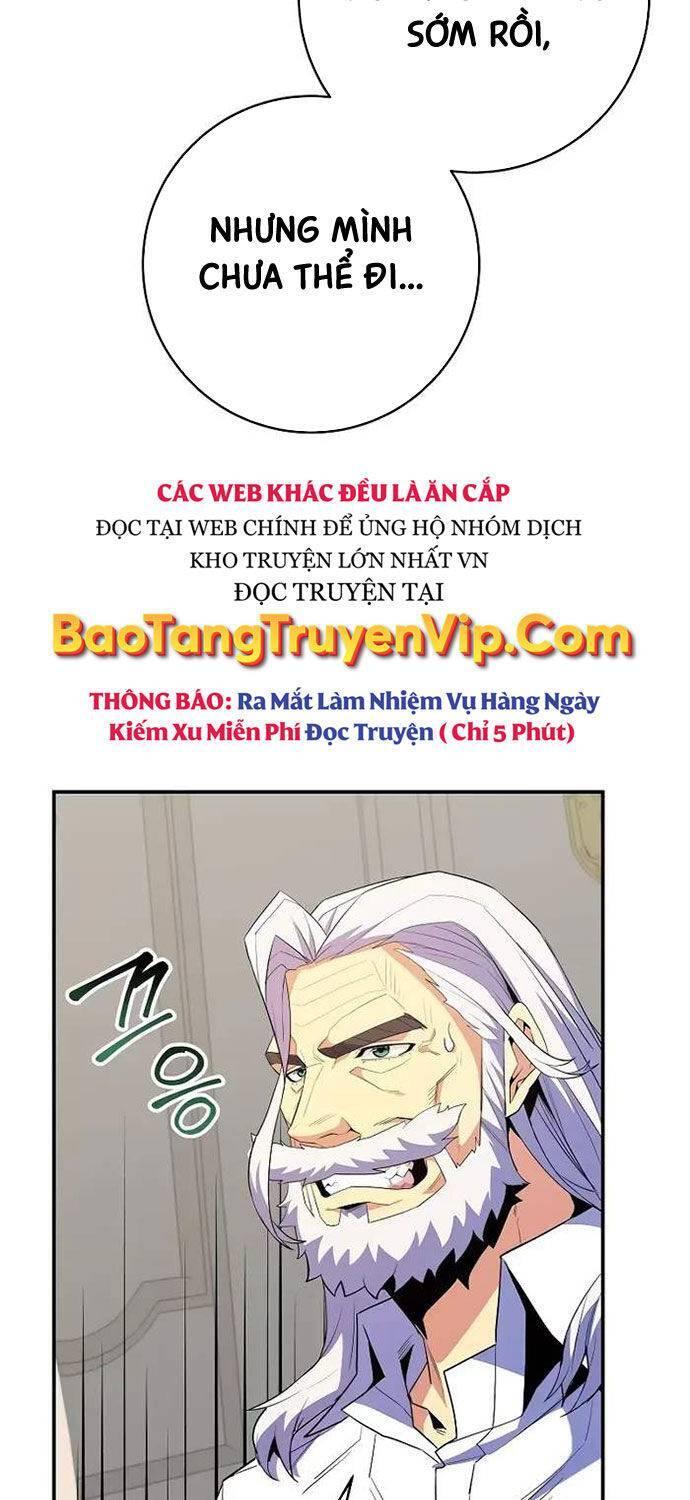 SỚM RỒI,
NHƯNG MÌNH
CHƯA THỂ ĐI...
CÁC WEB KHÁC ĐỀU LÀ ĂN CẮP
ĐỌC TẠI WEB CHÍNH ĐỂ ỦNG HỘ NHÓM DỊCH
KHO TRUYỆN LỚN NHẤT VN
ĐỌC TRUYỆN TẠI
BaoTangTruyenVip.Com
THÔNG BÁO: Ra Mắt Làm Nhiệm Vụ Hàng Ngày
Kiếm Xu Miễn Phí Đọc Truyện ( Chỉ 5 Phút)